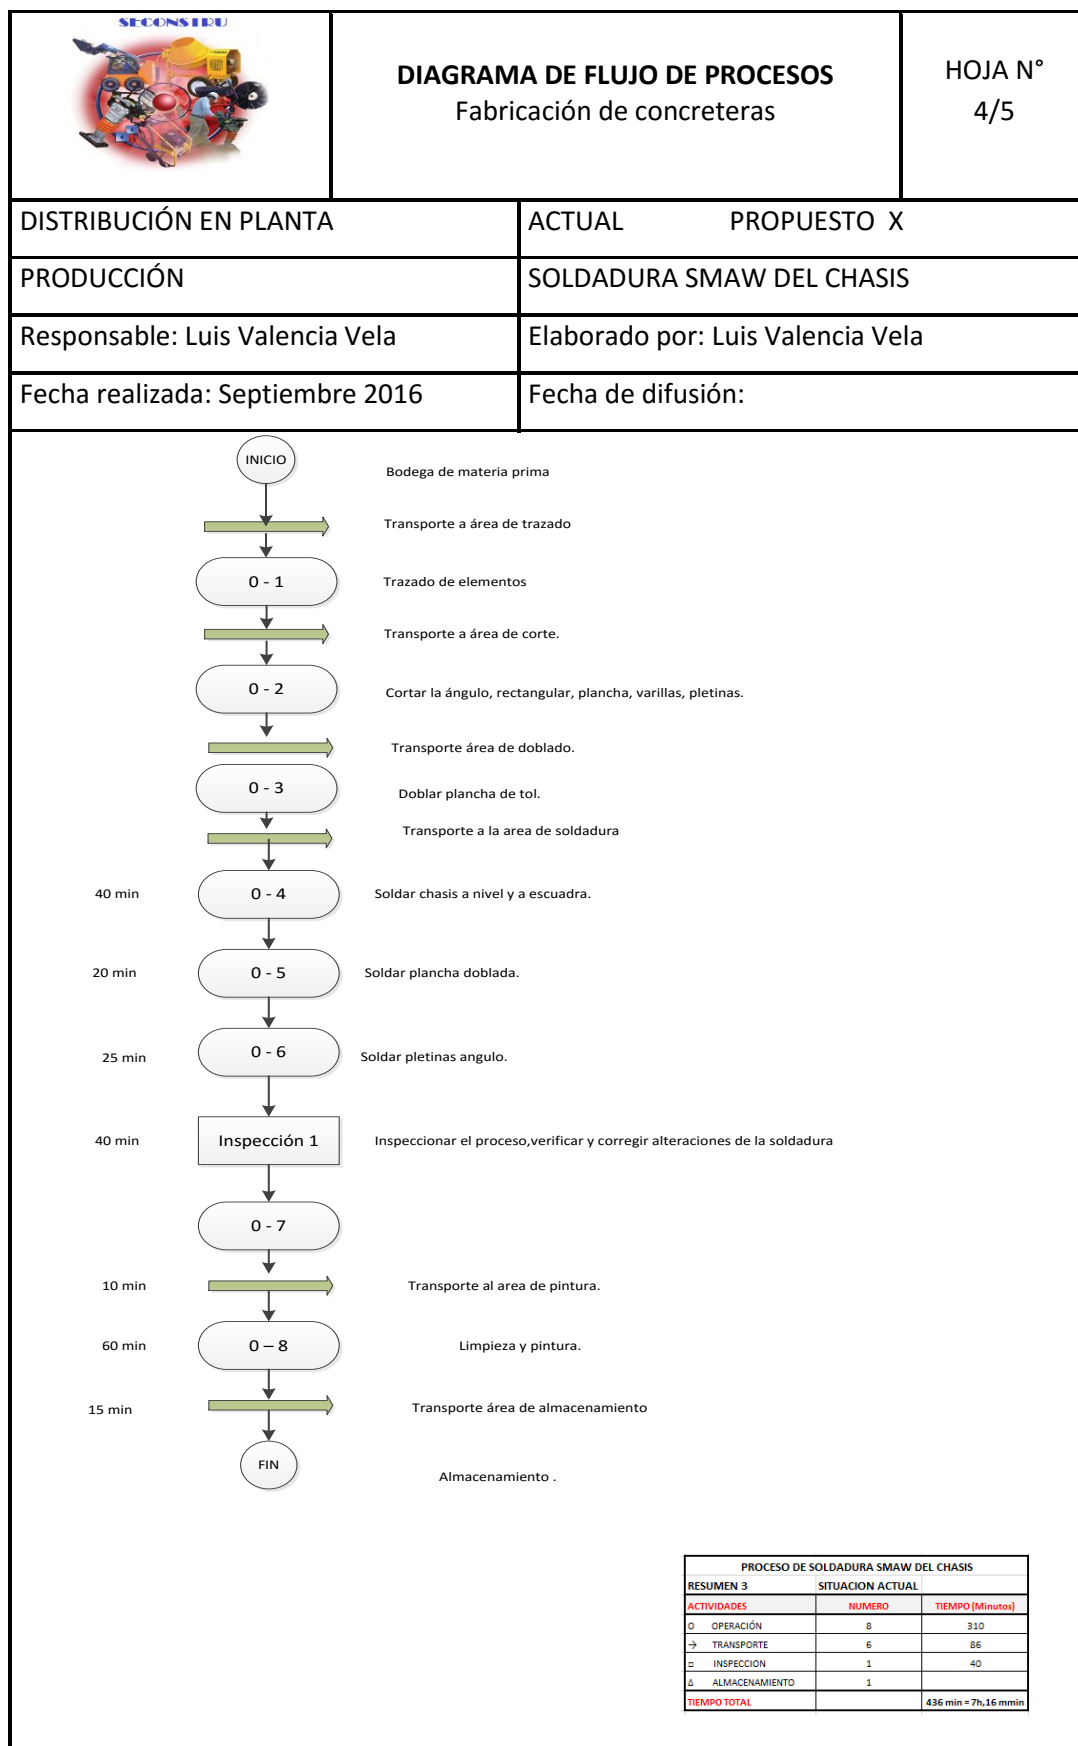 SECONSTRU
DIAGRAMA DE FLUJO DE PROCESOS
Fabricación de concreteras
HOJA N°
4/5
DISTRIBUCIÓN EN PLANTA
ACTUAL PROPUESTO X
PRODUCCIÓN
SOLDADURA SMAW DEL CHASIS
Responsable: Luis Valencia Vela
Elaborado por: Luis Valencia Vela
Fecha realizada: Septiembre 2016
Fecha de difusión:
INICIO
Bodega de materia prima
Transporte a área de trazado
0 - 1
Trazado de elementos
Transporte a área de corte.
0 - 2
Cortar la ángulo, rectangular, plancha, varillas, pletinas.
Transporte área de doblado.
0 - 3
Doblar plancha de tol.
Transporte a la area de soldadura
40 min
0 - 4
Soldar chasis a nivel y a escuadra.
20 min
0 - 5
Soldar plancha doblada.
25 min
0 - 6
Soldar pletinas angulo.
40 min
Inspección 1
Inspeccionar el proceso,verificar y corregir alteraciones de la soldadura
0 - 7
10 min
Transporte al area de pintura.
60 min
0 – 8
Limpieza y pintura.
15 min
Transporte área de almacenamiento
FIN
Almacenamiento .
PROCESO DE SOLDADURA SMAW DEL CHASIS
RESUMEN 3 SITUACION ACTUAL
ACTIVIDADES NUMERO TIEMPO (Minutos)
O OPERACIÓN 8 310
→ TRANSPORTE 6 86
□ INSPECCION 1 40
Δ ALMACENAMIENTO 1
TIEMPO TOTAL 436 min = 7h,16 mmin